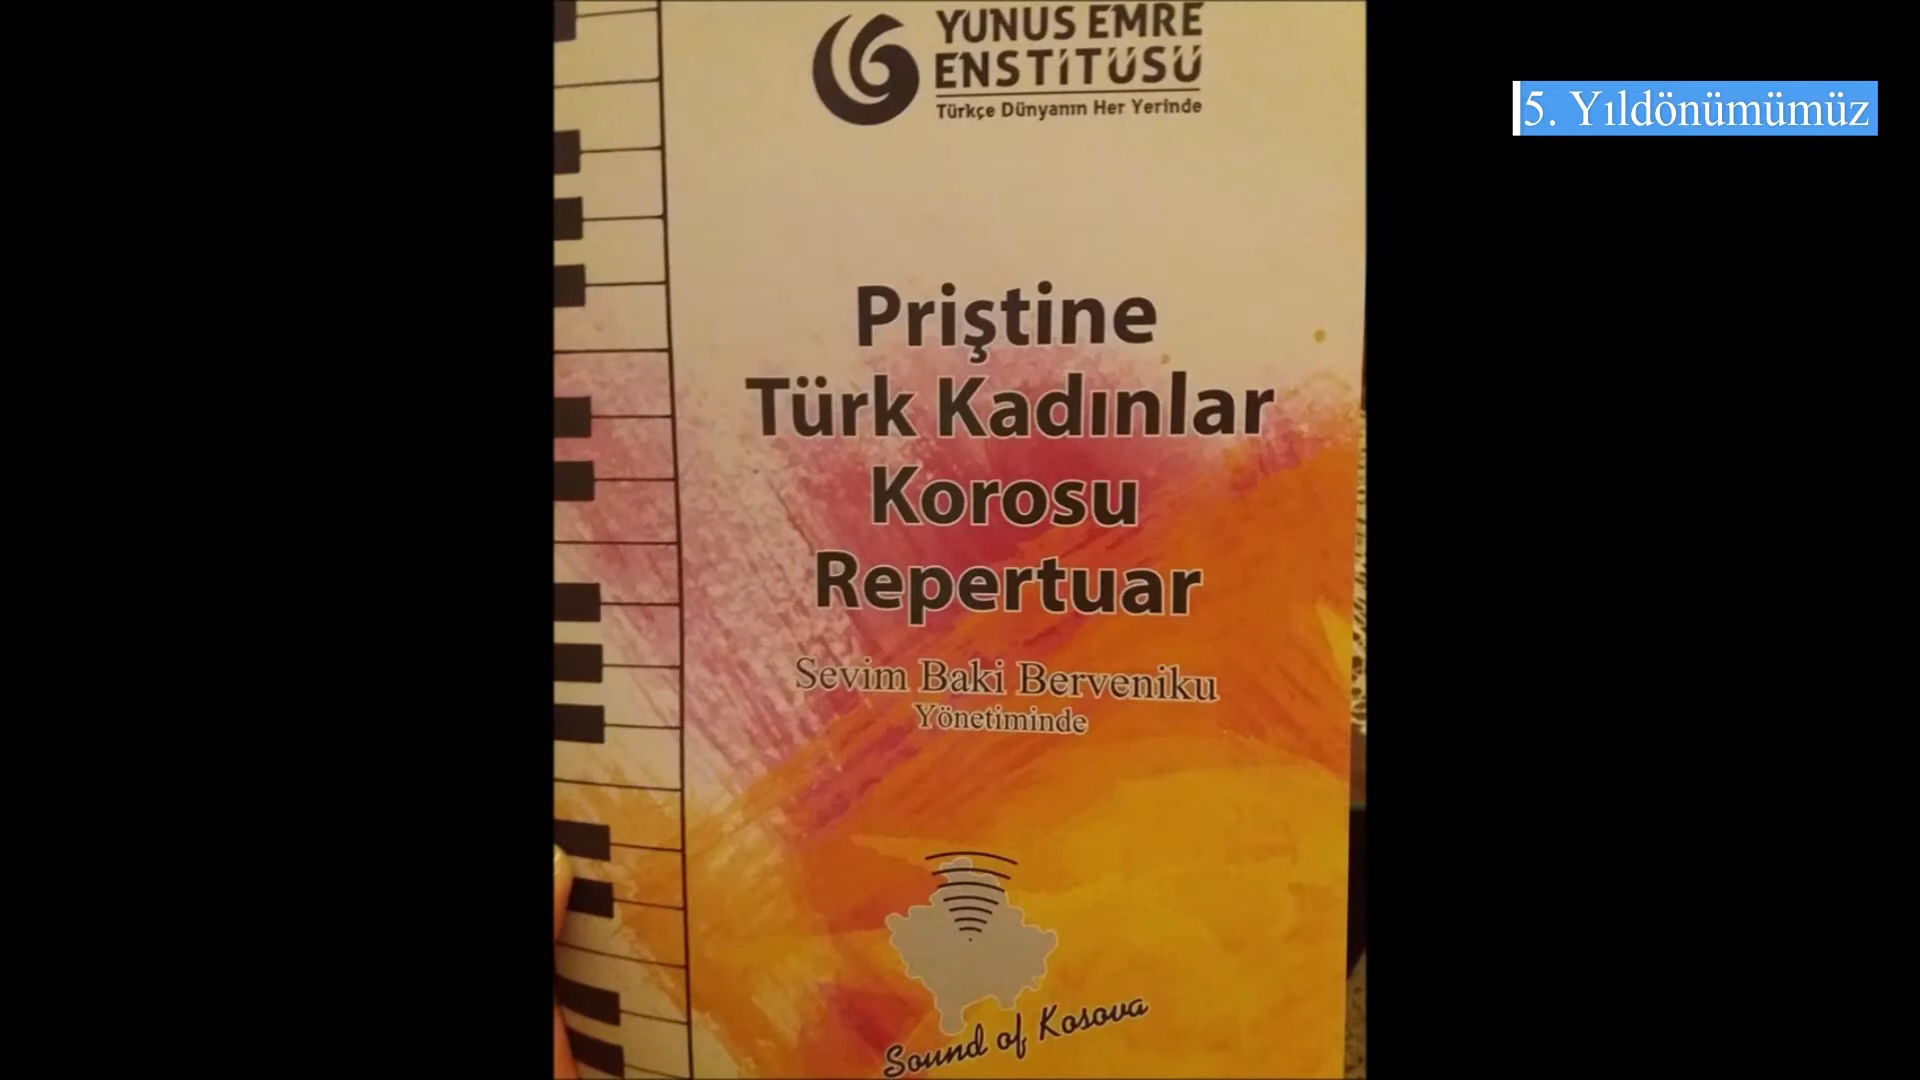 YUNUS EMRE
ENSTİTÜSÜ
Türkçe Dünyanın Her Yerinde
5. Yıldönümümüz
Priştine
Türk Kadınlar
Korosu
Repertuar
Sevim Baki Berveniku
Yönetiminde
Sound of Kosova